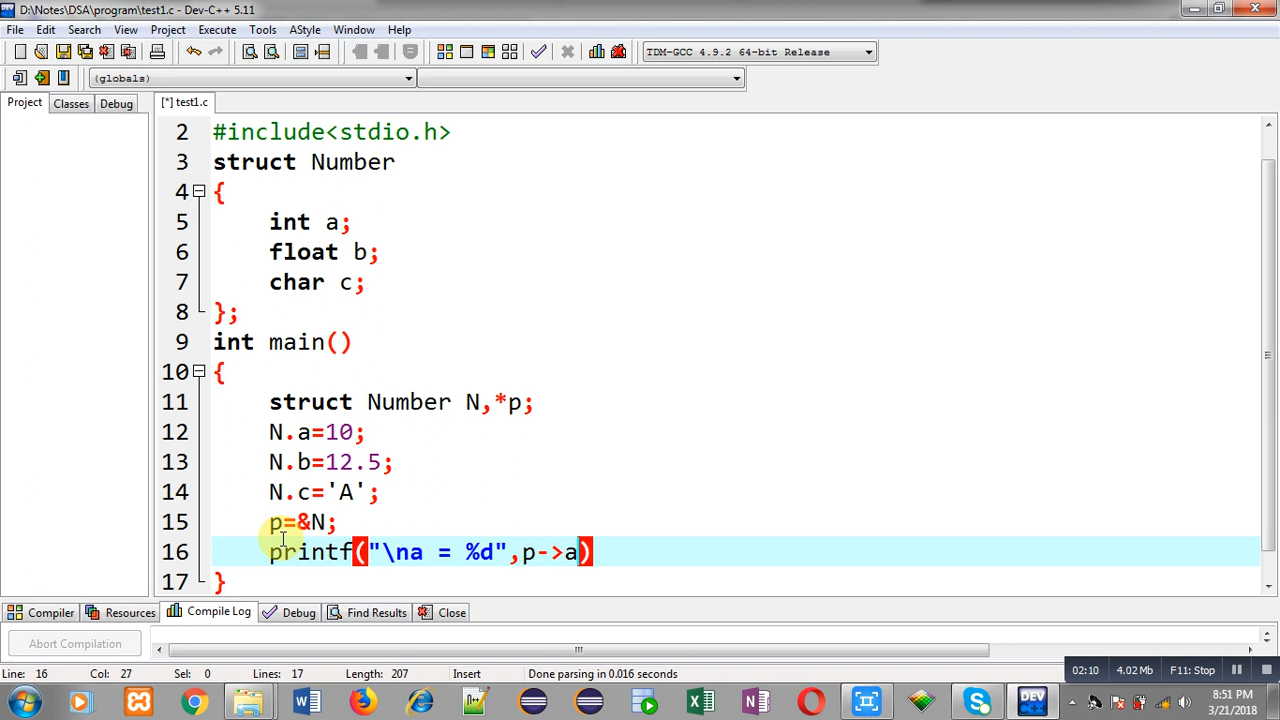 D:\Notes\DSA\program\test1.c - Dev-C++ 5.11
File Edit Search View Project Execute Tools AStyle Window Help
TDM-GCC 4.9.2 64-bit Release
(globals)
Project Classes Debug [*] test1.c
2 #include<stdio.h>
3 struct Number
4 {
5 int a;
6 float b;
7 char c;
8 };
9 int main()
10 {
11 struct Number N,*p;
12 N.a=10;
13 N.b=12.5;
14 N.c='A';
15 p=&N;
16 printf("\na = %d",p->a)
17 }
Compiler Resources Compile Log Debug Find Results Close
Abort Compilation
Line: 16 Col: 27 Sel: 0 Lines: 17 Length: 207 Insert Done parsing in 0.016 seconds
02:10 4.02 Mb F11: Stop
DEV
8:51 PM
3/21/2018